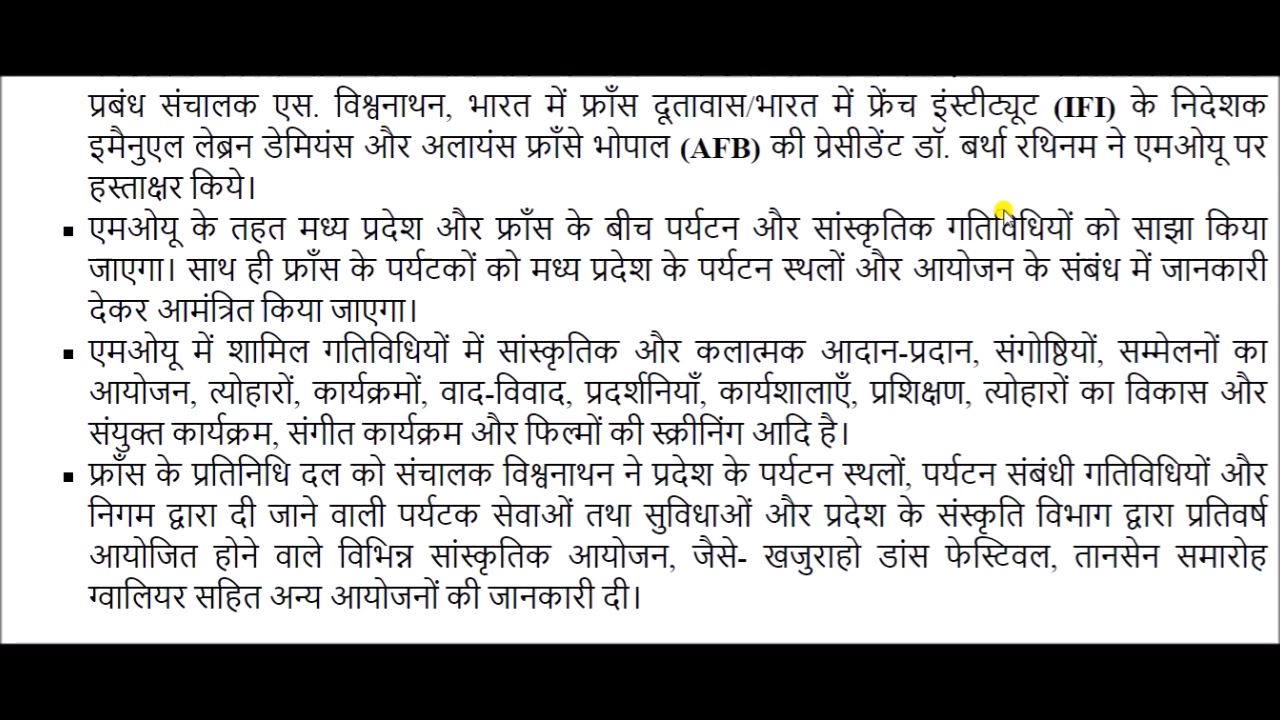 प्रबंध संचालक एस. विश्वनाथन, भारत में फ्राँस दूतावास/भारत में फ्रेंच इंस्टीट्यूट (IFI) के निदेशक
इमैनुएल लेब्रन डेमियंस और अलायंस फ्राँसे भोपाल (AFB) की प्रेसीडेंट डॉ. बर्था रथिनम ने एमओयू पर
हस्ताक्षर किये।
▪ एमओयू के तहत मध्य प्रदेश और फ्राँस के बीच पर्यटन और सांस्कृतिक गतिविधियों को साझा किया
जाएगा। साथ ही फ्राँस के पर्यटकों को मध्य प्रदेश के पर्यटन स्थलों और आयोजन के संबंध में जानकारी
देकर आमंत्रित किया जाएगा।
▪ एमओयू में शामिल गतिविधियों में सांस्कृतिक और कलात्मक आदान-प्रदान, संगोष्ठियों, सम्मेलनों का
आयोजन, त्योहारों, कार्यक्रमों, वाद-विवाद, प्रदर्शनियाँ, कार्यशालाएँ, प्रशिक्षण, त्योहारों का विकास और
संयुक्त कार्यक्रम, संगीत कार्यक्रम और फिल्मों की स्क्रीनिंग आदि है।
▪ फ्राँस के प्रतिनिधि दल को संचालक विश्वनाथन ने प्रदेश के पर्यटन स्थलों, पर्यटन संबंधी गतिविधियों और
निगम द्वारा दी जाने वाली पर्यटक सेवाओं तथा सुविधाओं और प्रदेश के संस्कृति विभाग द्वारा प्रतिवर्ष
आयोजित होने वाले विभिन्न सांस्कृतिक आयोजन, जैसे- खजुराहो डांस फेस्टिवल, तानसेन समारोह
ग्वालियर सहित अन्य आयोजनों की जानकारी दी।